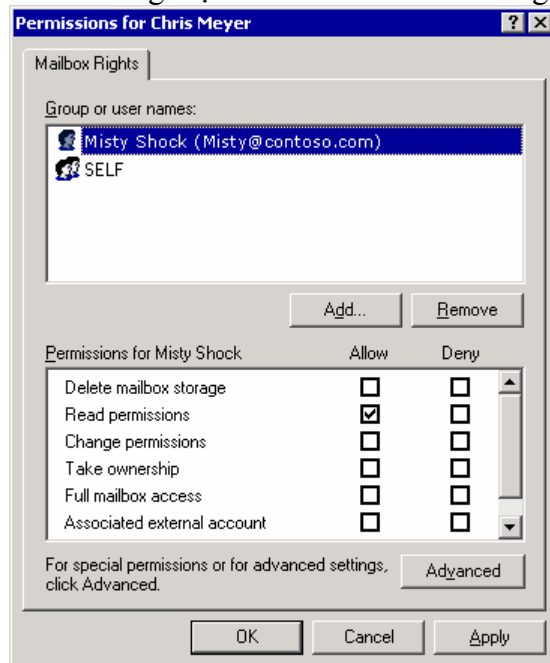 Permissions for Chris Meyer
Mailbox Rights
Group or user names:
Misty Shock (Misty@contoso.com)
SELF
Add... Remove
Permissions for Misty Shock Allow Deny
Delete mailbox storage
Read permissions
Change permissions
Take ownership
Full mailbox access
Associated external account
For special permissions or for advanced settings,
click Advanced.
Advanced
OK Cancel Apply